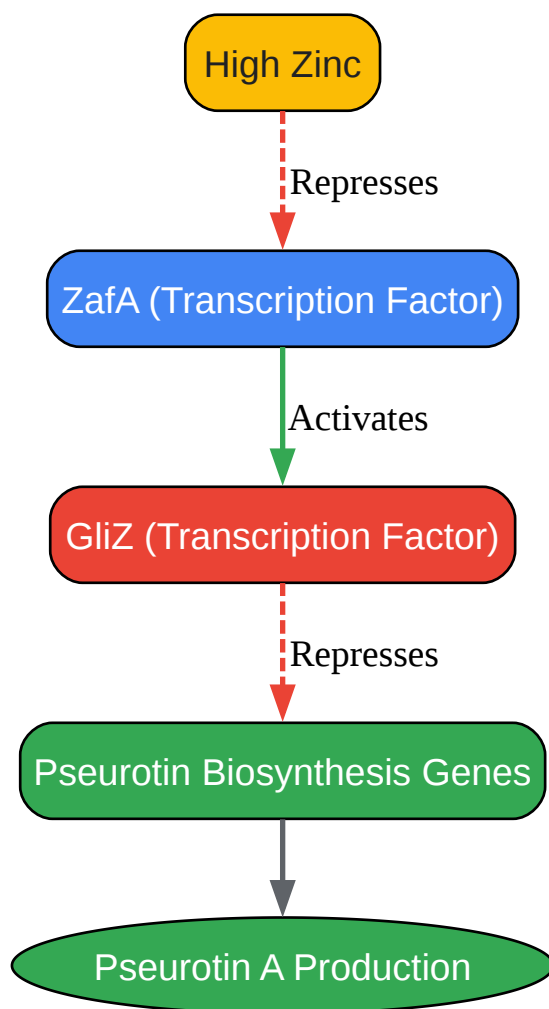 High Zinc
Represses
ZafA (Transcription Factor)
Activates
GliZ (Transcription Factor)
Represses
Pseurotin Biosynthesis Genes
Pseurotin A Production